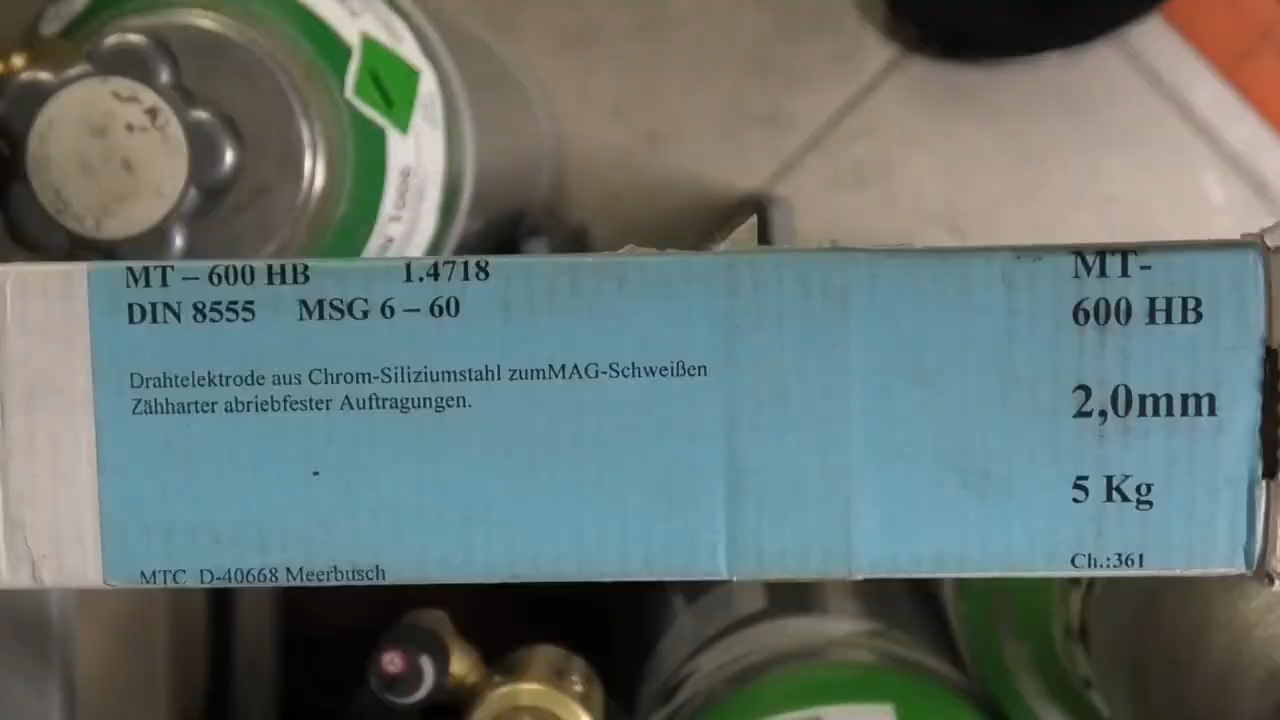 MT – 600 HB 1.4718
DIN 8555 MSG 6 – 60
Drahtelektrode aus Chrom-Siliziumstahl zumMAG-Schweißen
Zähharter abriebfester Auftragungen.
MTC D-40668 Meerbusch
MT-
600 HB
2,0mm
5 Kg
Ch.:361